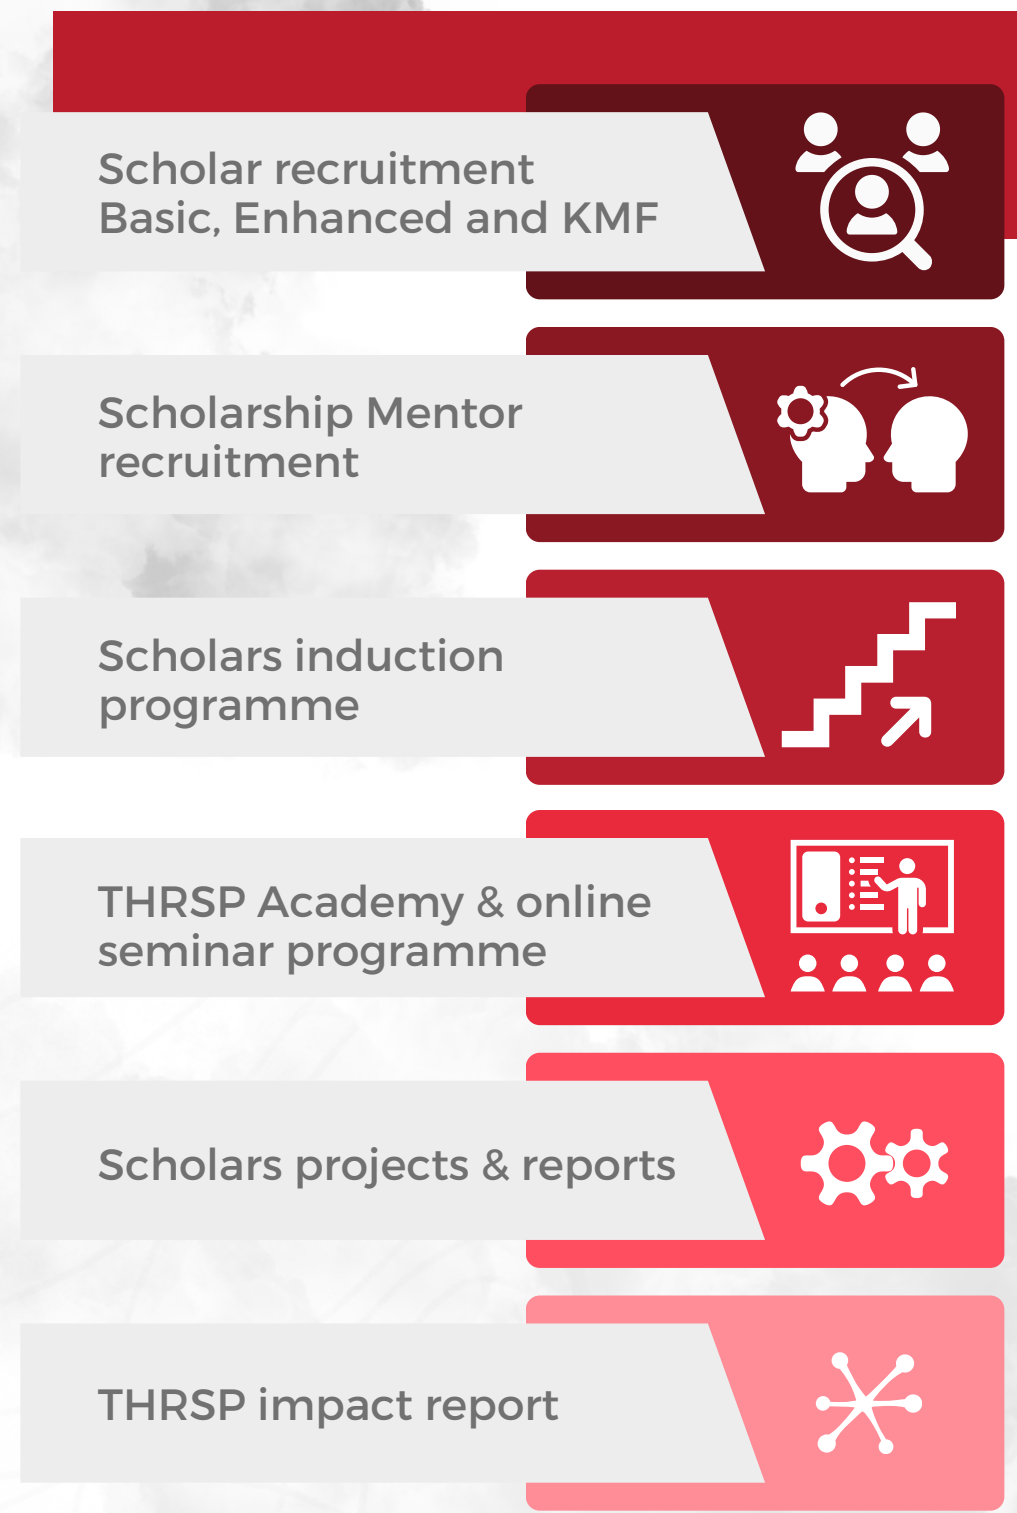 Scholar recruitment
Basic, Enhanced and KMF
Scholarship Mentor
recruitment
Scholars induction
programme
THRSP Academy & online
seminar programme
Scholars projects & reports
THRSP impact report